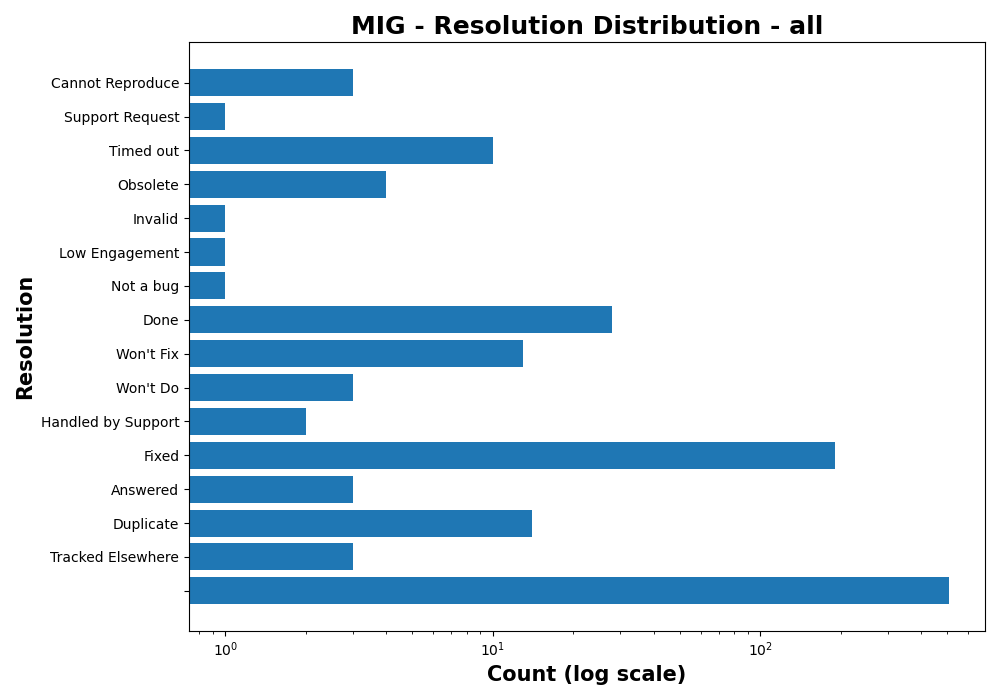 MIG - Resolution Distribution - all
Resolution
Cannot Reproduce
Support Request
Timed out
Obsolete
Invalid
Low Engagement
Not a bug
Done
Won't Fix
Won't Do
Handled by Support
Fixed
Answered
Duplicate
Tracked Elsewhere
10⁰ 10¹ 10²
Count (log scale)